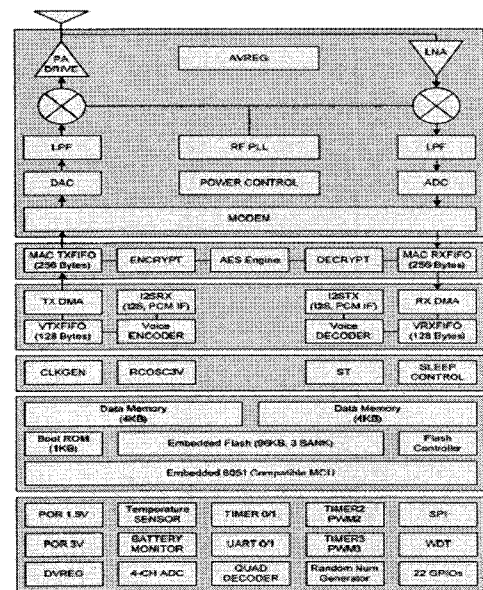 PA
DRIVE
AVREG
LNA
LPF
RF PLL
LPF
DAC
POWER CONTROL
ADC
MODEM
MAC TXFIFO
(256 Bytes)
ENCRYPT
AES Engine
DECRYPT
MAC RXFIFO
(256 Bytes)
TX DMA
I2SRX
(I2S, PCM IF)
I2STX
(I2S, PCM IF)
RX DMA
VTXFIFO
(128 Bytes)
Voice
ENCODER
Voice
DECODER
VRXFIFO
(128 Bytes)
CLKGEN
RCOSC3V
ST
SLEEP
CONTROL
Data Memory
(4KB)
Data Memory
(4KB)
Boot ROM
(1KB)
Embedded Flash (96KB, 3 BANK)
Flash
Controller
Embedded 8051 Compatible MCU
POR 1.5V
Temperature
SENSOR
TIMER 0/1
TIMER2
PWM2
SPI
POR 3V
BATTERY
MONITOR
UART 0/1
TIMER3
PWM3
WDT
DVREG
4-CH ADC
QUAD
DECODER
Random Num
Generator
22 GPIOs